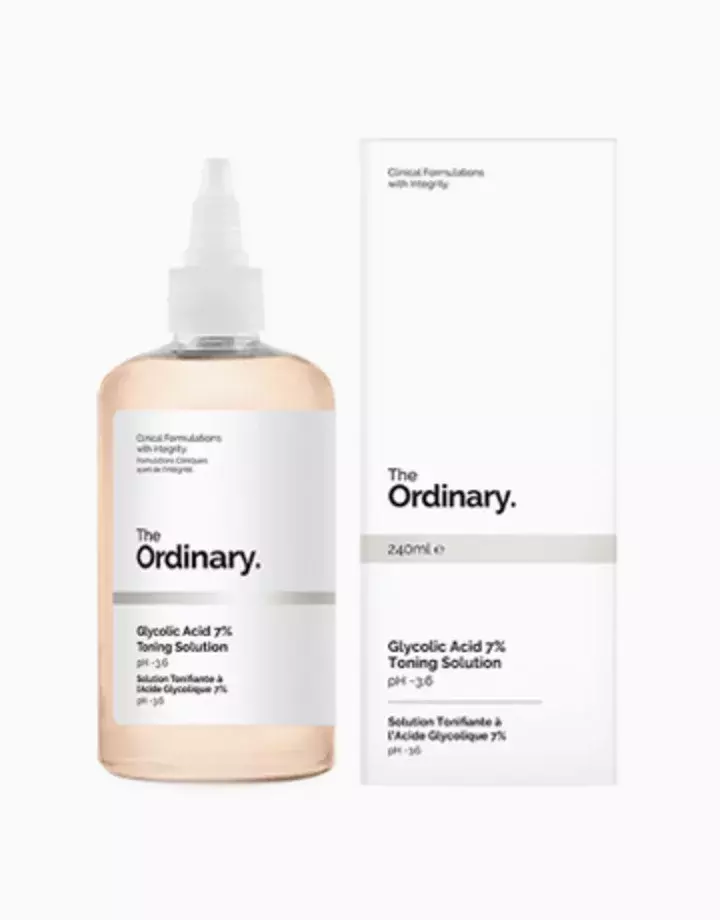 Clinical Formulations
with Integrity.
Formulations Cliniques
avec de l'intégrité.
The
Ordinary.
Glycolic Acid 7%
Toning Solution
pH ~3.6
Solution Tonifiante à
l'Acide Glycolique 7%
pH ~3.6
Clinical Formulations
with Integrity.
The
Ordinary.
240ml e
Glycolic Acid 7%
Toning Solution
pH ~3.6
Solution Tonifiante à
l'Acide Glycolique 7%
pH ~3.6